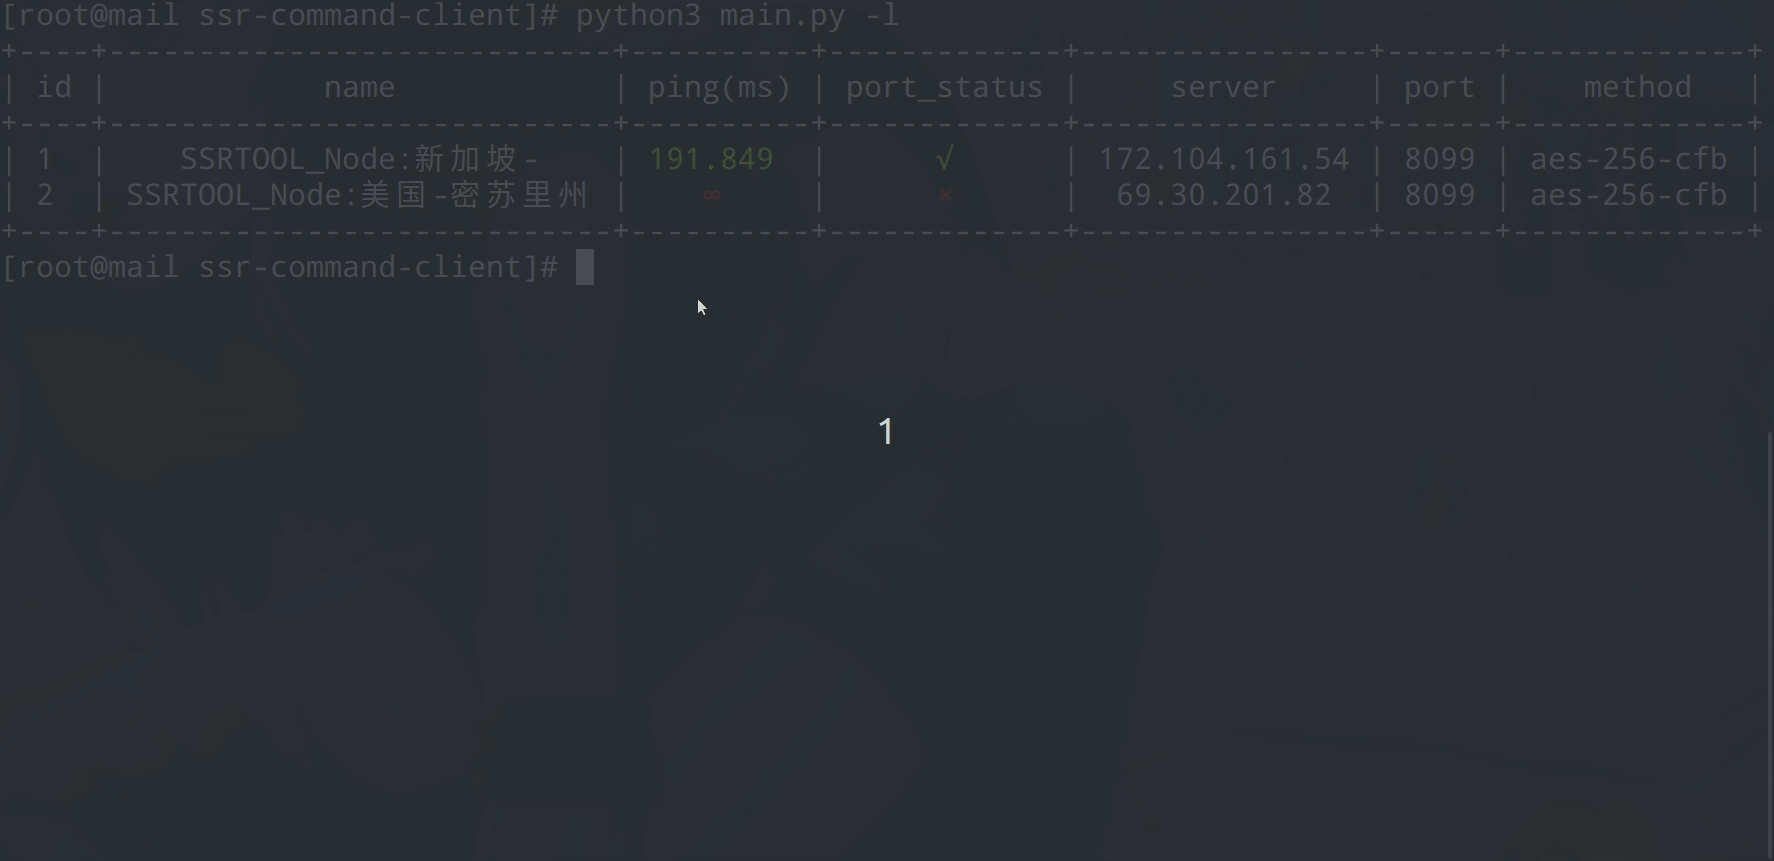 [root@mail ssr-command-client]# python3 main.py -l
+----+----------------------------+----------+-------------+----------------+------+-------------+
| id |            name            | ping(ms) | port_status |     server     | port |    method   |
+----+----------------------------+----------+-------------+----------------+------+-------------+
| 1  |    SSRTOOL_Node:新加坡-    | 191.849  |      √      | 172.104.161.54 | 8099 | aes-256-cfb |
| 2  | SSRTOOL_Node:美国-密苏里州 |    ∞     |      ×      |  69.30.201.82  | 8099 | aes-256-cfb |
+----+----------------------------+----------+-------------+----------------+------+-------------+
[root@mail ssr-command-client]#
1